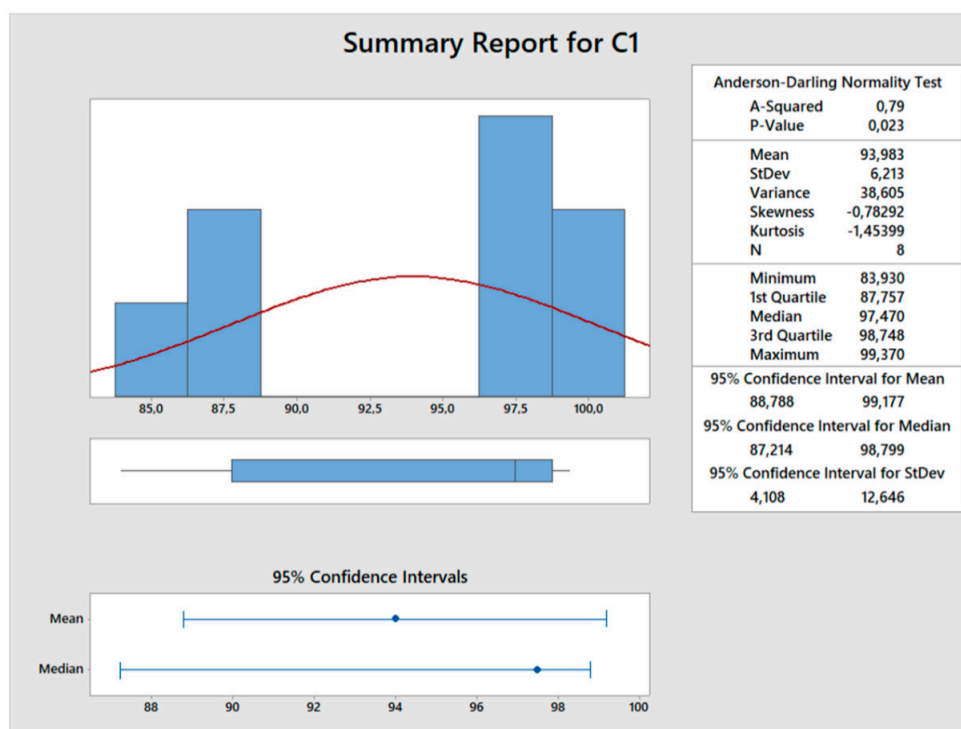 Summary Report for C1
Anderson-Darling Normality Test
A-Squared 0,79
P-Value 0,023
Mean 93,983
StDev 6,213
Variance 38,605
Skewness -0,78292
Kurtosis -1,45399
N 8
Minimum 83,930
1st Quartile 87,757
Median 97,470
3rd Quartile 98,748
Maximum 99,370
95% Confidence Interval for Mean
88,788 99,177
95% Confidence Interval for Median
87,214 98,799
95% Confidence Interval for StDev
4,108 12,646
85,0 87,5 90,0 92,5 95,0 97,5 100,0
95% Confidence Intervals
Mean
Median
88 90 92 94 96 98 100